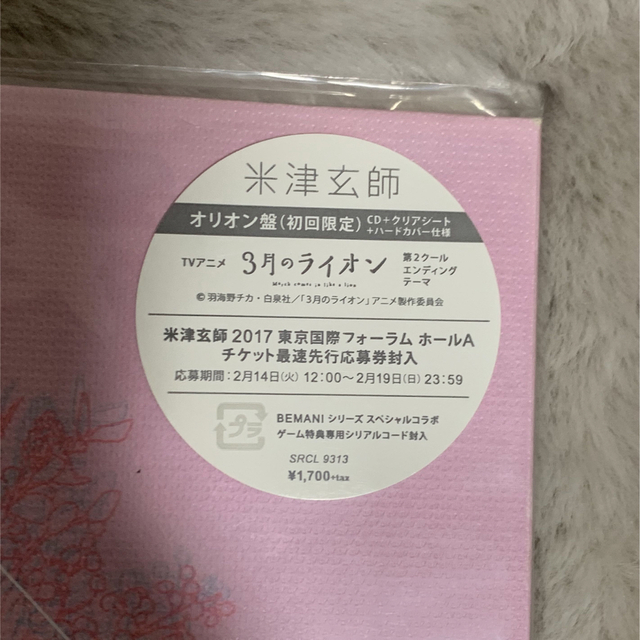 米津玄師
オリオン盤(初回限定) CD+クリアシート
+ハードカバー仕様
TVアニメ 3月のライオン 第2クール
エンディング
テーマ
March comes in like a lion
©羽海野チカ・白泉社/「3月のライオン」アニメ製作委員会
米津玄師 2017 東京国際フォーラム ホールA
チケット最速先行応募券封入
応募期間:2月14日(火) 12:00〜2月19日(日) 23:59
プラ
BEMANI シリーズ スペシャルコラボ
ゲーム特典専用シリアルコード封入
SRCL 9313
¥1,700+tax